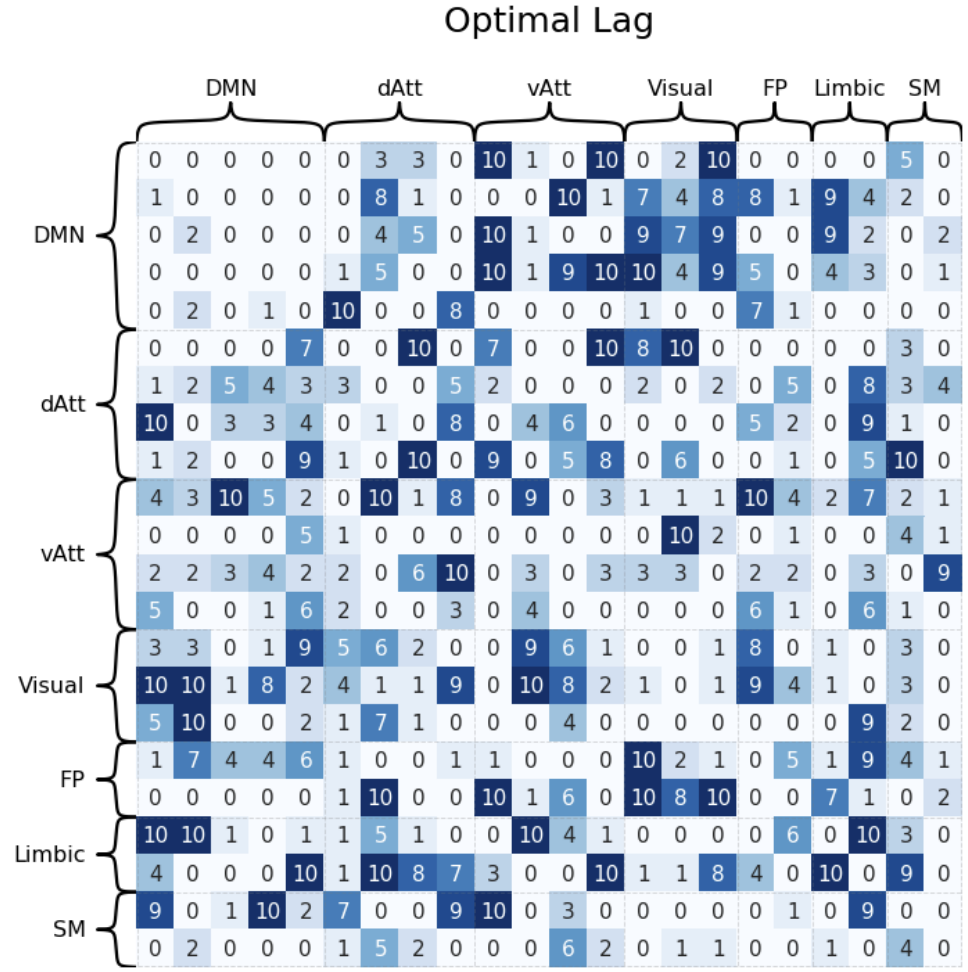 Optimal Lag
DMN dAtt vAtt Visual FP Limbic SM
0 0 0 0 0 0 3 3 0 10 1 0 10 0 2 10 0 0 0 0 5 0
1 0 0 0 0 0 8 1 0 0 0 10 1 7 4 8 8 1 9 4 2 0
DMN 0 2 0 0 0 0 4 5 0 10 1 0 0 9 7 9 0 0 9 2 0 2
0 0 0 0 0 1 5 0 0 10 1 9 10 10 4 9 5 0 4 3 0 1
0 2 0 1 0 10 0 0 8 0 0 0 0 1 0 0 7 1 0 0 0 0
0 0 0 0 7 0 0 10 0 7 0 0 10 8 10 0 0 0 0 0 3 0
dAtt 1 2 5 4 3 3 0 0 5 2 0 0 0 2 0 2 0 5 0 8 3 4
10 0 3 3 4 0 1 0 8 0 4 6 0 0 0 0 5 2 0 9 1 0
1 2 0 0 9 1 0 10 0 9 0 5 8 0 6 0 0 1 0 5 10 0
4 3 10 5 2 0 10 1 8 0 9 0 3 1 1 1 10 4 2 7 2 1
vAtt 0 0 0 0 5 1 0 0 0 0 0 0 0 0 10 2 0 1 0 0 4 1
2 2 3 4 2 2 0 6 10 0 3 0 3 3 3 0 2 2 0 3 0 9
5 0 0 1 6 2 0 0 3 0 4 0 0 0 0 0 6 1 0 6 1 0
3 3 0 1 9 5 6 2 0 0 9 6 1 0 0 1 8 0 1 0 3 0
Visual 10 10 1 8 2 4 1 1 9 0 10 8 2 1 0 1 9 4 1 0 3 0
5 10 0 0 2 1 7 1 0 0 0 4 0 0 0 0 0 0 0 9 2 0
FP 1 7 4 4 6 1 0 0 1 1 0 0 0 10 2 1 0 5 1 9 4 1
0 0 0 0 0 1 10 0 0 10 1 6 0 10 8 10 0 0 7 1 0 2
Limbic 10 10 1 0 1 1 5 1 0 0 10 4 1 0 0 0 0 6 0 10 3 0
4 0 0 0 10 1 10 8 7 3 0 0 10 1 1 8 4 0 10 0 9 0
SM 9 0 1 10 2 7 0 0 9 10 0 3 0 0 0 0 0 1 0 9 0 0
0 2 0 0 0 1 5 2 0 0 0 6 2 0 1 1 0 0 1 0 4 0